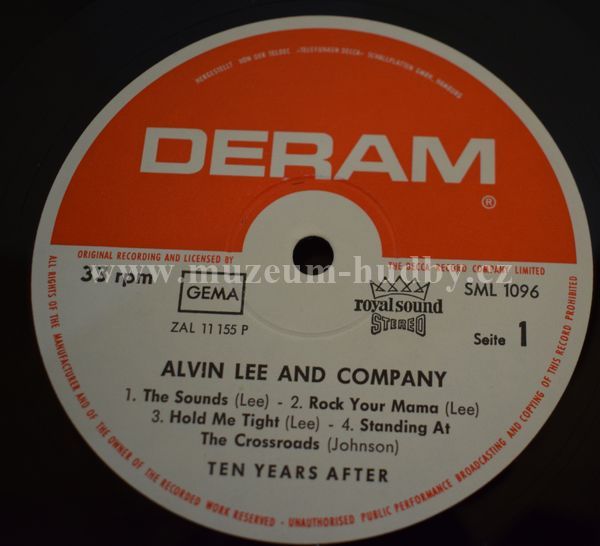 HERGESTELLT VON DER TELDEC »TELEFUNKEN DECCA« SCHALLPLATTEN GMBH, HAMBURG
DERAM
®
ORIGINAL RECORDING AND LICENSED BY THE DECCA RECORD COMPANY LIMITED
www.muzeum-hudby.cz
33 rpm
GEMA
royal sound
STEREO
SML 1096
ZAL 11 155 P
Seite 1
ALVIN LEE AND COMPANY
1. The Sounds (Lee) - 2. Rock Your Mama (Lee)
3. Hold Me Tight (Lee) - 4. Standing At
The Crossroads (Johnson)
TEN YEARS AFTER
ALL RIGHTS OF THE MANUFACTURER AND OF THE OWNER OF THE RECORDED WORK RESERVED - UNAUTHORISED PUBLIC PERFORMANCE BROADCASTING AND COPYING OF THIS RECORD PROHIBITED